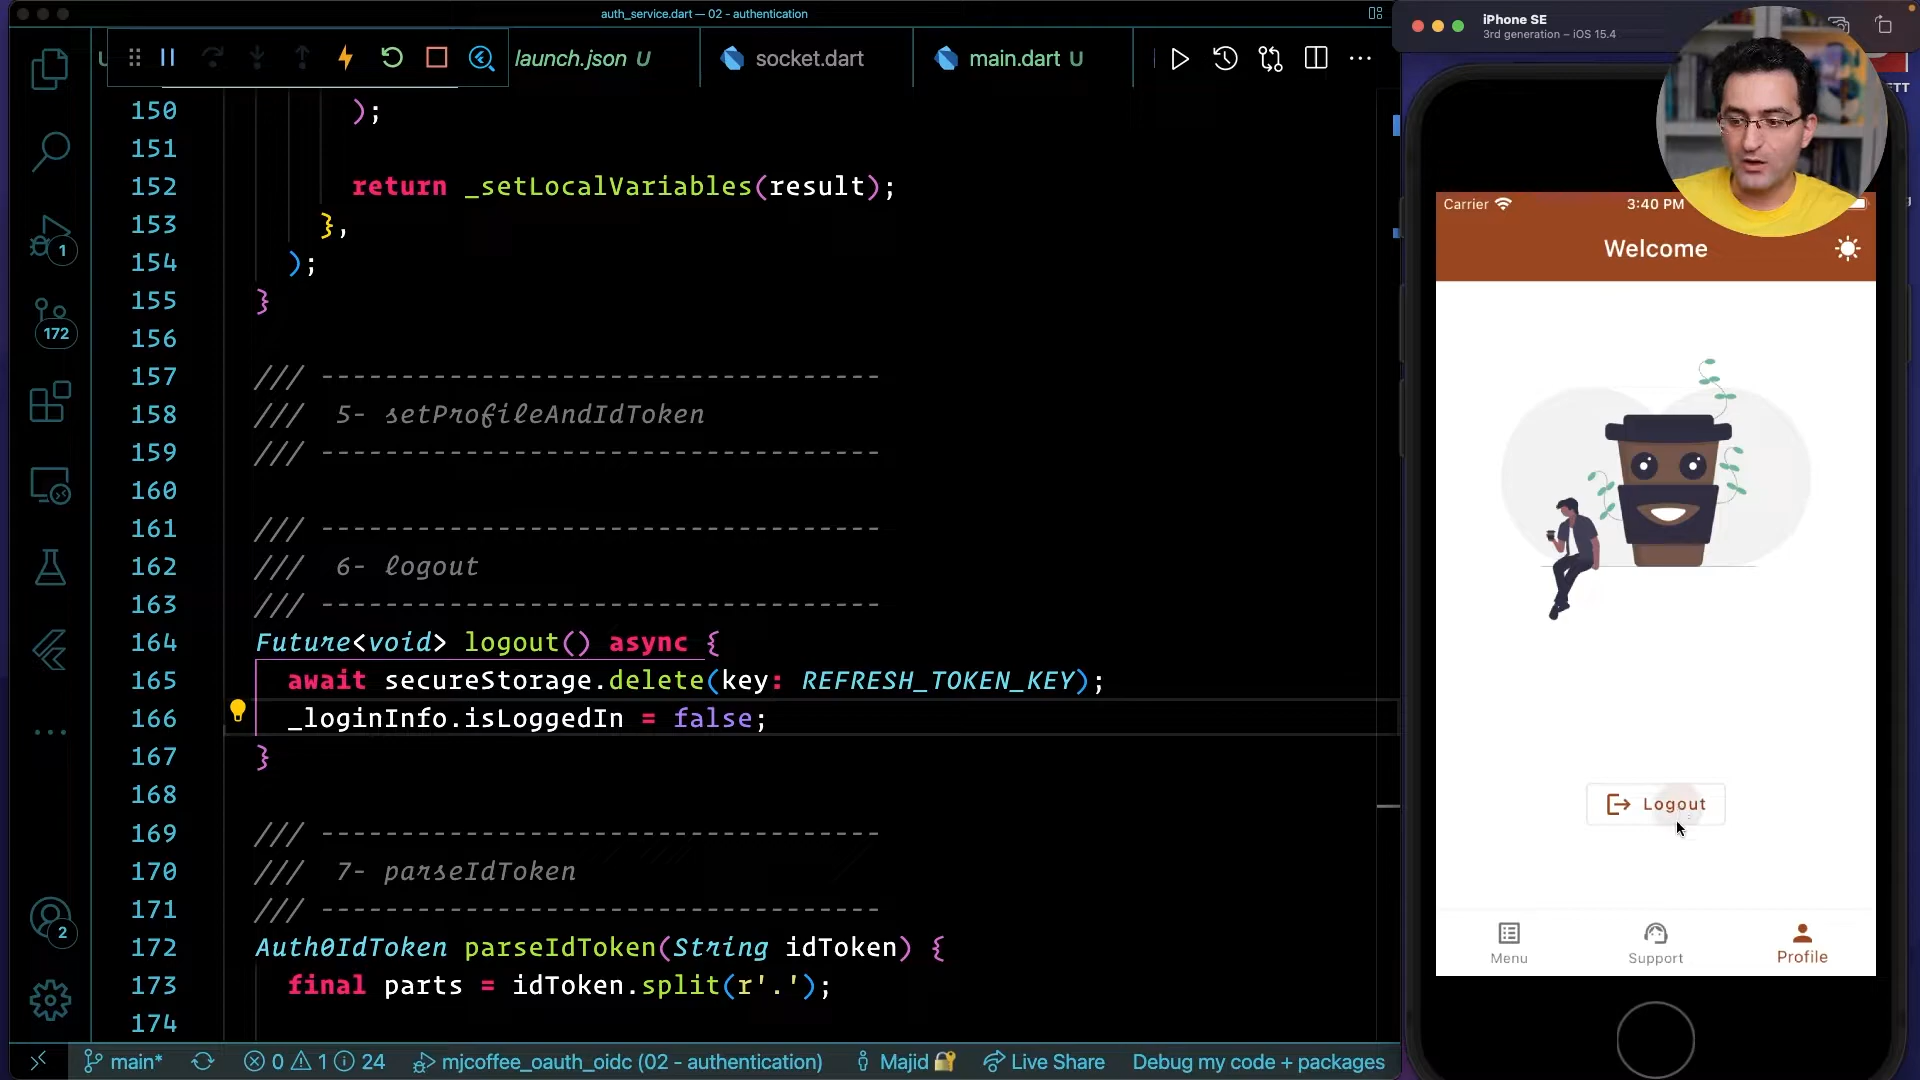 auth_service.dart — 02 - authentication
launch.json U
socket.dart
main.dart U
150 );
151
152 return _setLocalVariables(result);
153 },
154 );
155 }
156
157 /// -----------------------------------
158 /// 5- setProfileAndIdToken
159 /// -----------------------------------
160
161 /// -----------------------------------
162 /// 6- logout
163 /// -----------------------------------
164 Future<void> logout() async {
165 await secureStorage.delete(key: REFRESH_TOKEN_KEY);
166 _loginInfo.isLoggedIn = false;
167 }
168
169 /// -----------------------------------
170 /// 7- parseIdToken
171 /// -----------------------------------
172 Auth0IdToken parseIdToken(String idToken) {
173 final parts = idToken.split(r'.');
174
1
172
2
main*
0 1 24
mjcoffee_oauth_oidc (02 - authentication)
Majid
Live Share
Debug my code + packages
iPhone SE
3rd generation – iOS 15.4
Carrier
3:40 PM
Welcome
Logout
Menu
Support
Profile